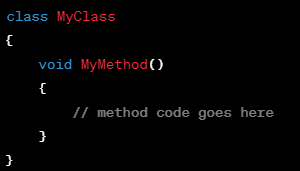 class MyClass
{
    void MyMethod()
    {
        // method code goes here
    }
}